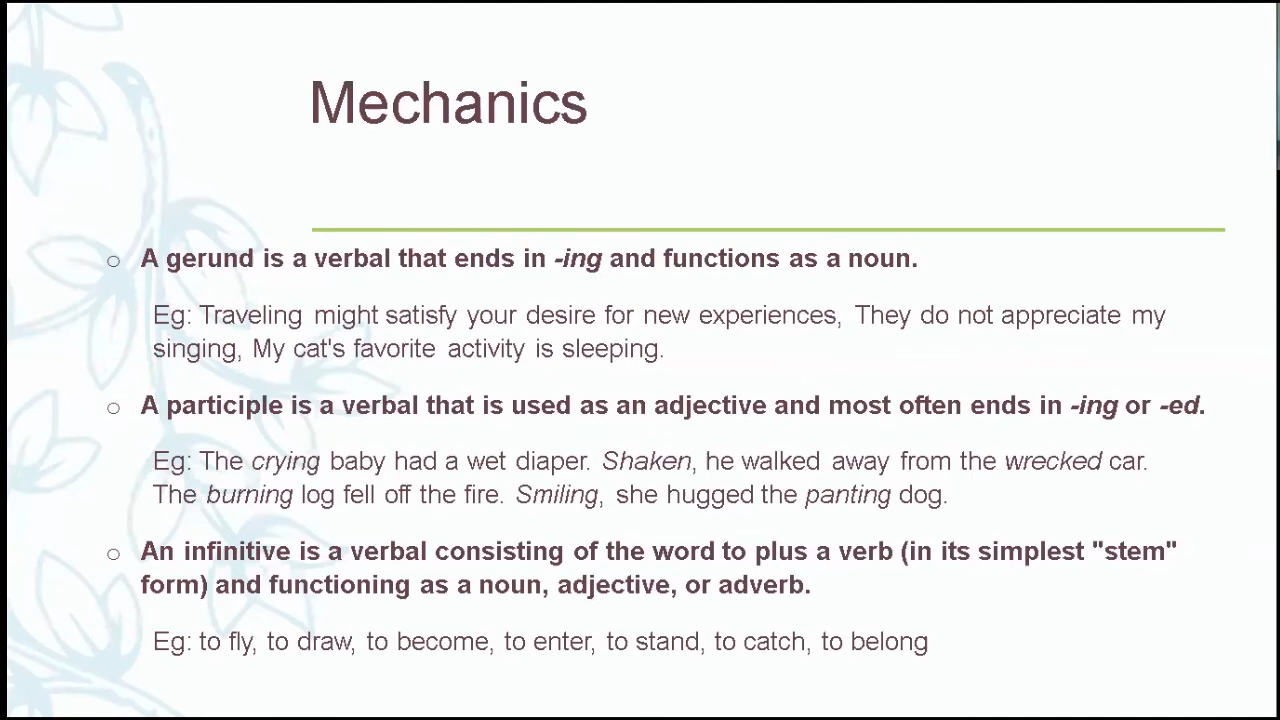 Mechanics
o A gerund is a verbal that ends in -ing and functions as a noun.
Eg: Traveling might satisfy your desire for new experiences, They do not appreciate my
singing, My cat's favorite activity is sleeping.
o A participle is a verbal that is used as an adjective and most often ends in -ing or -ed.
Eg: The crying baby had a wet diaper. Shaken, he walked away from the wrecked car.
The burning log fell off the fire. Smiling, she hugged the panting dog.
o An infinitive is a verbal consisting of the word to plus a verb (in its simplest "stem"
form) and functioning as a noun, adjective, or adverb.
Eg: to fly, to draw, to become, to enter, to stand, to catch, to belong